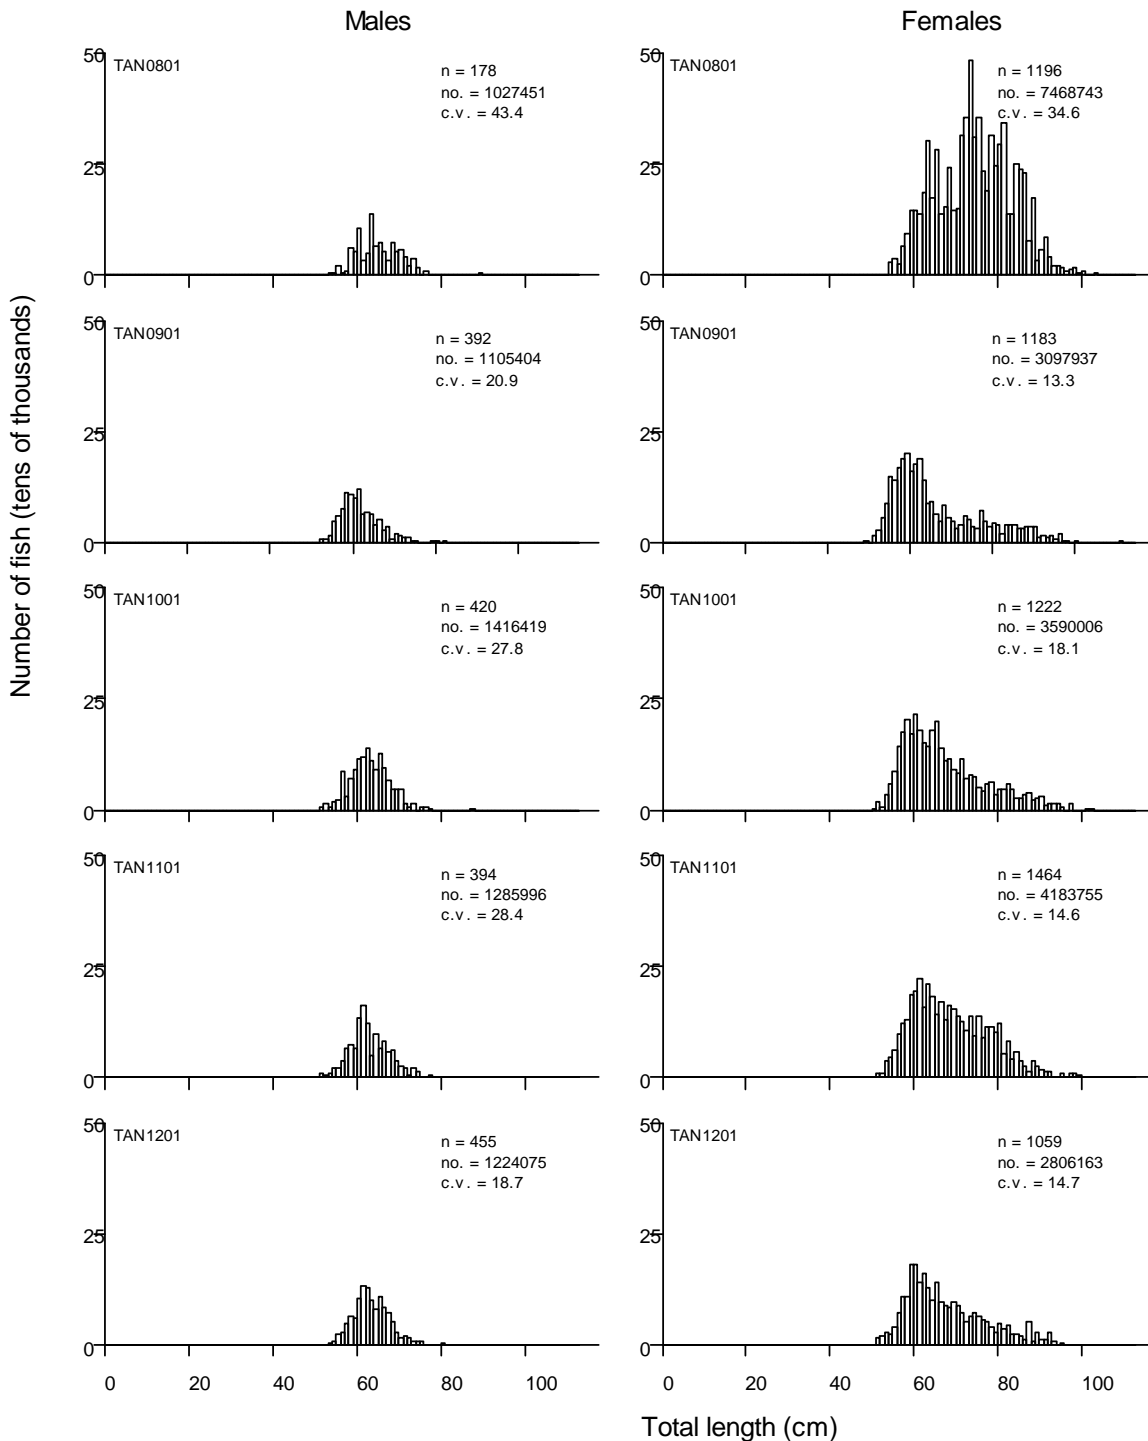 Males
Females
Number of fish (tens of thousands)
50
TAN0801
n = 178
no. = 1027451
c.v. = 43.4
25
0
50
TAN0801
n = 1196
no. = 7468743
c.v. = 34.6
25
0
50
TAN0901
n = 392
no. = 1105404
c.v. = 20.9
25
0
50
TAN0901
n = 1183
no. = 3097937
c.v. = 13.3
25
0
50
TAN1001
n = 420
no. = 1416419
c.v. = 27.8
25
0
50
TAN1001
n = 1222
no. = 3590006
c.v. = 18.1
25
0
50
TAN1101
n = 394
no. = 1285996
c.v. = 28.4
25
0
50
TAN1101
n = 1464
no. = 4183755
c.v. = 14.6
25
0
50
TAN1201
n = 455
no. = 1224075
c.v. = 18.7
25
0
50
TAN1201
n = 1059
no. = 2806163
c.v. = 14.7
25
0
0 20 40 60 80 100
0 20 40 60 80 100
Total length (cm)